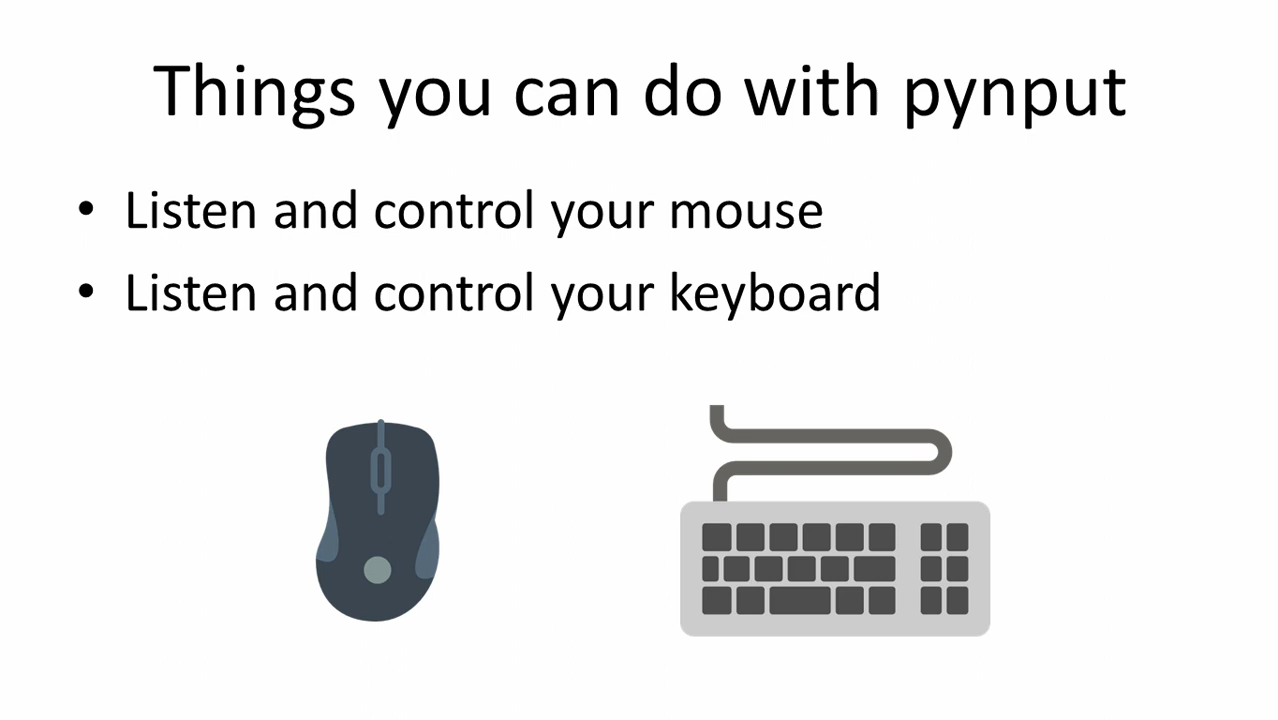 Things you can do with pynput
• Listen and control your mouse
• Listen and control your keyboard